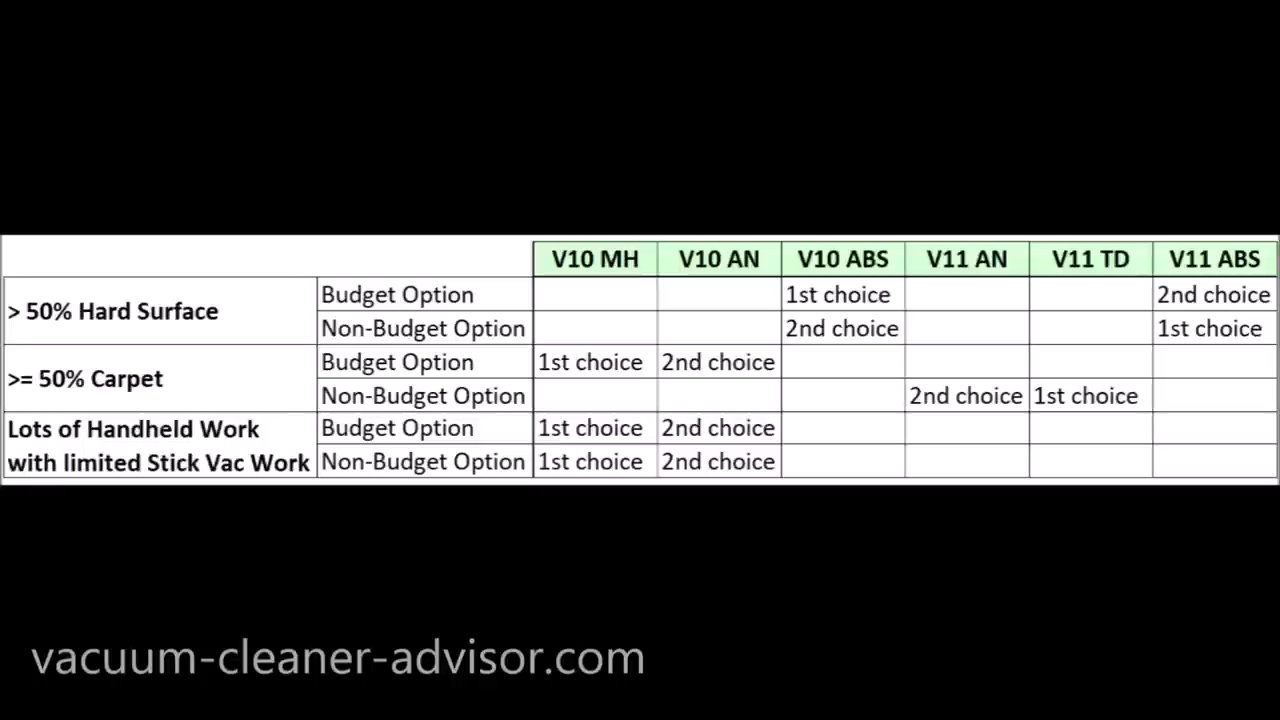 V10 MH V10 AN V10 ABS V11 AN V11 TD V11 ABS
> 50% Hard Surface
Budget Option 1st choice 2nd choice
Non-Budget Option 2nd choice 1st choice
>= 50% Carpet
Budget Option 1st choice 2nd choice
Non-Budget Option 2nd choice 1st choice
Lots of Handheld Work
with limited Stick Vac Work
Budget Option 1st choice 2nd choice
Non-Budget Option 1st choice 2nd choice
vacuum-cleaner-advisor.com